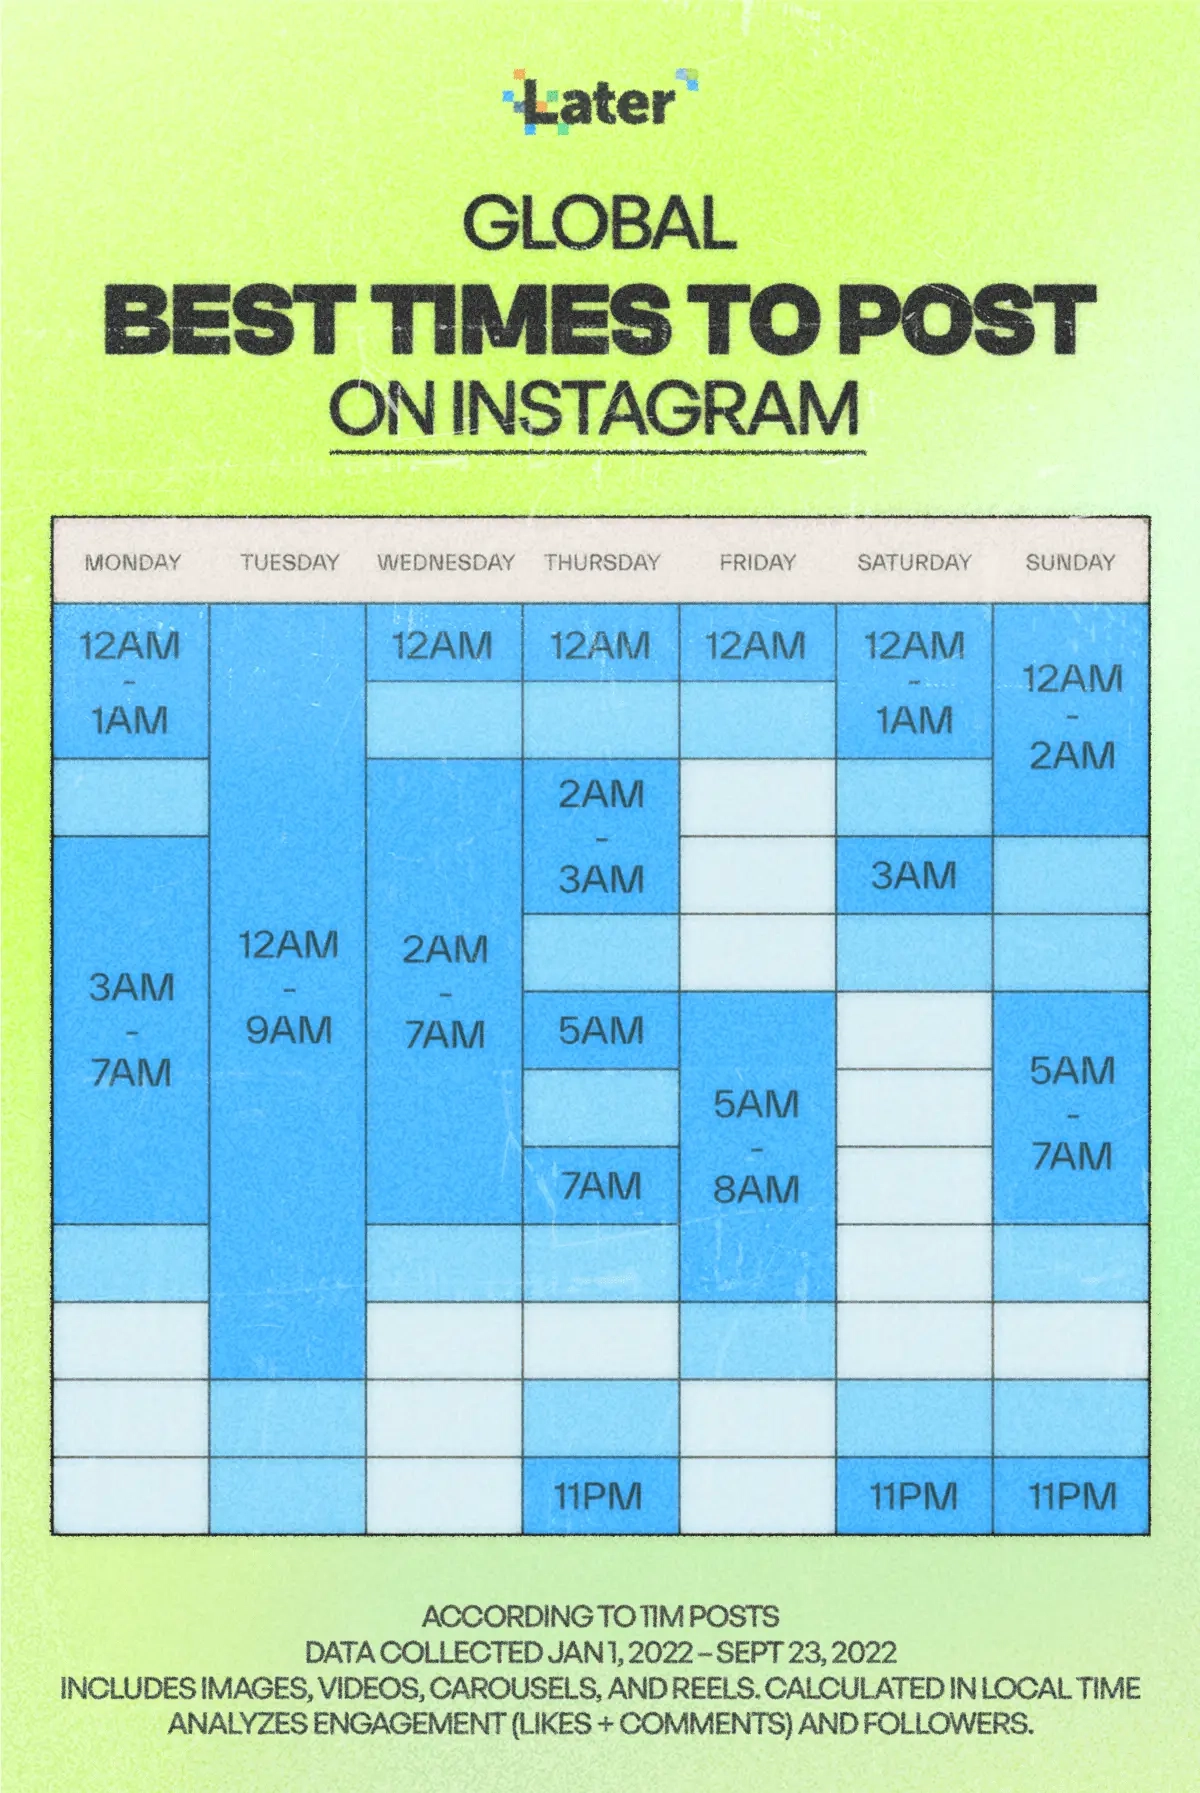 Later
GLOBAL
BEST TIMES TO POST
ON INSTAGRAM
MONDAY TUESDAY WEDNESDAY THURSDAY FRIDAY SATURDAY SUNDAY
12AM
-
1AM
3AM
-
7AM
12AM
-
9AM
12AM
2AM
-
7AM
12AM
2AM
-
3AM
5AM
7AM
11PM
12AM
5AM
-
8AM
12AM
-
1AM
3AM
11PM
12AM
-
2AM
5AM
-
7AM
11PM
ACCORDING TO 11M POSTS
DATA COLLECTED JAN 1, 2022 – SEPT 23, 2022
INCLUDES IMAGES, VIDEOS, CAROUSELS, AND REELS. CALCULATED IN LOCAL TIME
ANALYZES ENGAGEMENT (LIKES + COMMENTS) AND FOLLOWERS.